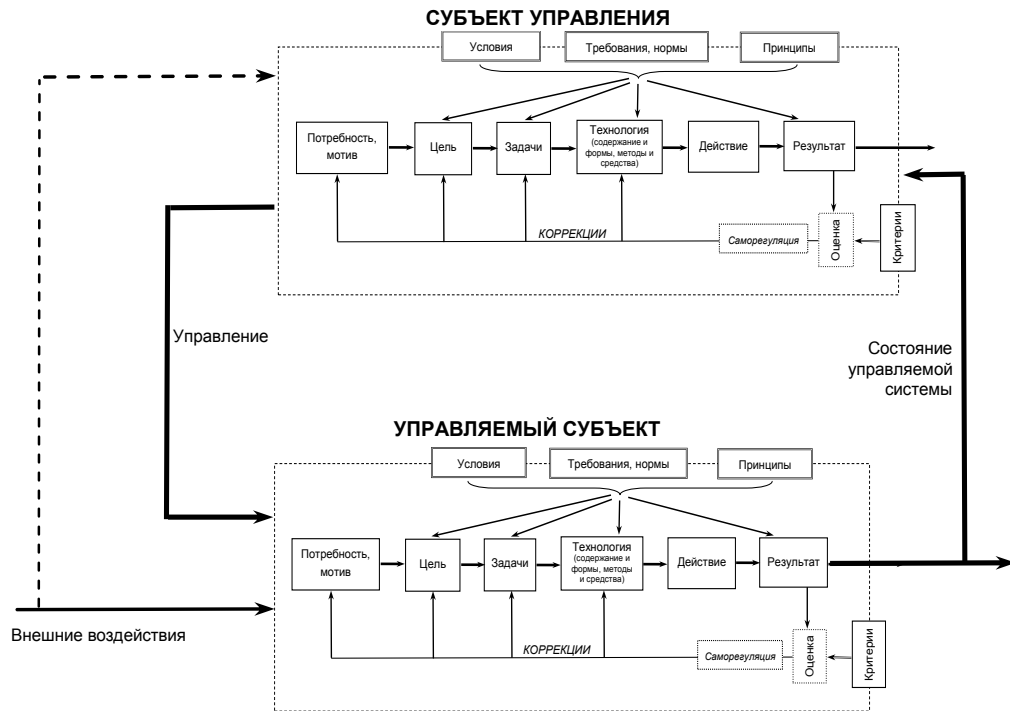 СУБЪЕКТ УПРАВЛЕНИЯ
Условия
Требования, нормы
Принципы
Потребность,
мотив
Цель
Задачи
Технология
(содержание и
формы, методы и
средства)
Действие
Результат
КОРРЕКЦИИ
Саморегуляция
Оценка
Критерии
Управление
Состояние
управляемой
системы
УПРАВЛЯЕМЫЙ СУБЪЕКТ
Условия
Требования, нормы
Принципы
Потребность,
мотив
Цель
Задачи
Технология
(содержание и
формы, методы и
средства)
Действие
Результат
Внешние воздействия
КОРРЕКЦИИ
Саморегуляция
Оценка
Критерии